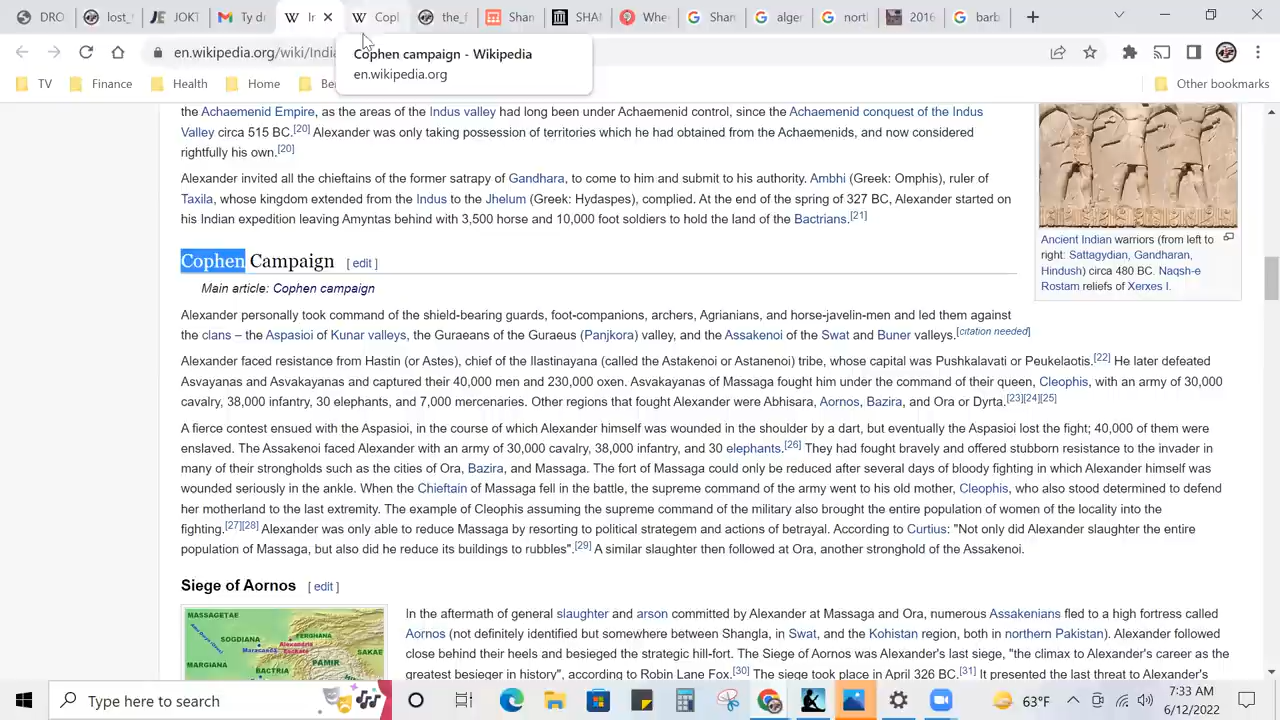 DRO
lost_
JE JOKT
Ty d
W Ir
W Copl
the_f
Shan
SHA
Whe
Shan
alger
nort
2016
barb
en.wikipedia.org/wiki/India
Cophen campaign - Wikipedia
en.wikipedia.org
TV
Finance
Health
Home
Be
Other bookmarks
the Achaemenid Empire, as the areas of the Indus valley had long been under Achaemenid control, since the Achaemenid conquest of the Indus
Valley circa 515 BC.[20] Alexander was only taking possession of territories which he had obtained from the Achaemenids, and now considered
rightfully his own.[20]
Alexander invited all the chieftains of the former satrapy of Gandhara, to come to him and submit to his authority. Ambhi (Greek: Omphis), ruler of
Taxila, whose kingdom extended from the Indus to the Jhelum (Greek: Hydaspes), complied. At the end of the spring of 327 BC, Alexander started on
his Indian expedition leaving Amyntas behind with 3,500 horse and 10,000 foot soldiers to hold the land of the Bactrians.[21]
Ancient Indian warriors (from left to
right: Sattagydian, Gandharan,
Hindush) circa 480 BC. Naqsh-e
Rostam reliefs of Xerxes I.
Cophen Campaign [ edit ]
Main article: Cophen campaign
Alexander personally took command of the shield-bearing guards, foot-companions, archers, Agrianians, and horse-javelin-men and led them against
the clans – the Aspasioi of Kunar valleys, the Guraeans of the Guraeus (Panjkora) valley, and the Assakenoi of the Swat and Buner valleys.[citation needed]
Alexander faced resistance from Hastin (or Astes), chief of the Ilastinayana (called the Astakenoi or Astanenoi) tribe, whose capital was Pushkalavati or Peukelaotis.[22] He later defeated
Asvayanas and Asvakayanas and captured their 40,000 men and 230,000 oxen. Asvakayanas of Massaga fought him under the command of their queen, Cleophis, with an army of 30,000
cavalry, 38,000 infantry, 30 elephants, and 7,000 mercenaries. Other regions that fought Alexander were Abhisara, Aornos, Bazira, and Ora or Dyrta.[23][24][25]
A fierce contest ensued with the Aspasioi, in the course of which Alexander himself was wounded in the shoulder by a dart, but eventually the Aspasioi lost the fight; 40,000 of them were
enslaved. The Assakenoi faced Alexander with an army of 30,000 cavalry, 38,000 infantry, and 30 elephants.[26] They had fought bravely and offered stubborn resistance to the invader in
many of their strongholds such as the cities of Ora, Bazira, and Massaga. The fort of Massaga could only be reduced after several days of bloody fighting in which Alexander himself was
wounded seriously in the ankle. When the Chieftain of Massaga fell in the battle, the supreme command of the army went to his old mother, Cleophis, who also stood determined to defend
her motherland to the last extremity. The example of Cleophis assuming the supreme command of the military also brought the entire population of women of the locality into the
fighting.[27][28] Alexander was only able to reduce Massaga by resorting to political strategem and actions of betrayal. According to Curtius: "Not only did Alexander slaughter the entire
population of Massaga, but also did he reduce its buildings to rubbles".[29] A similar slaughter then followed at Ora, another stronghold of the Assakenoi.
Siege of Aornos [ edit ]
MASSAGETAE
SOGDIANA
FERGHANA
Maracanda
Alexandria
SAKAE
MARGIANA
PAMIR
BACTRIA
In the aftermath of general slaughter and arson committed by Alexander at Massaga and Ora, numerous Assakenians fled to a high fortress called
Aornos (not definitely identified but somewhere between Shangla, in Swat, and the Kohistan region, both in northern Pakistan). Alexander followed
close behind their heels and besieged the strategic hill-fort. The Siege of Aornos was Alexander's last siege, "the climax to Alexander's career as the
greatest besieger in history", according to Robin Lane Fox.[30] The siege took place in April 326 BC.[31] It presented the last threat to Alexander's
Type here to search
63°F
7:33 AM
6/12/2022